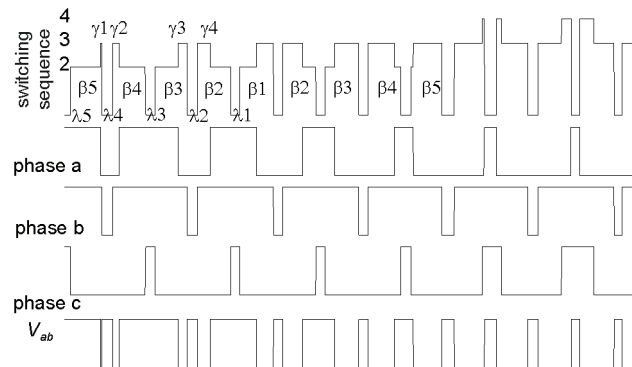 4
3
2
switching
sequence
γ1 γ2 γ3 γ4
β5 β4 β3 β2 β1 β2 β3 β4 β5
λ5 λ4 λ3 λ2 λ1
phase a
phase b
phase c
Vab